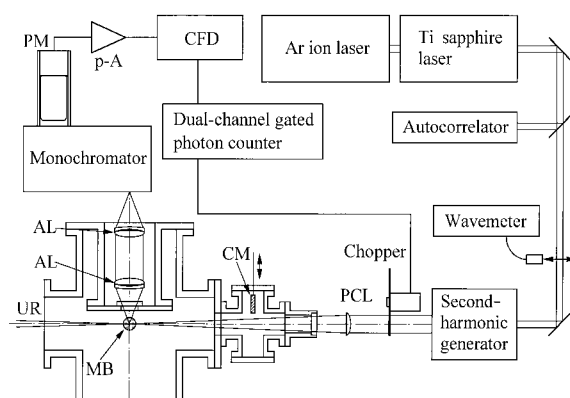 PM
p-A
CFD
Ar ion laser
Ti sapphire
laser
Dual-channel gated
photon counter
Autocorrelator
Monochromator
Wavemeter
AL
AL
CM
Chopper
PCL
Second-
harmonic
generator
UR
MB